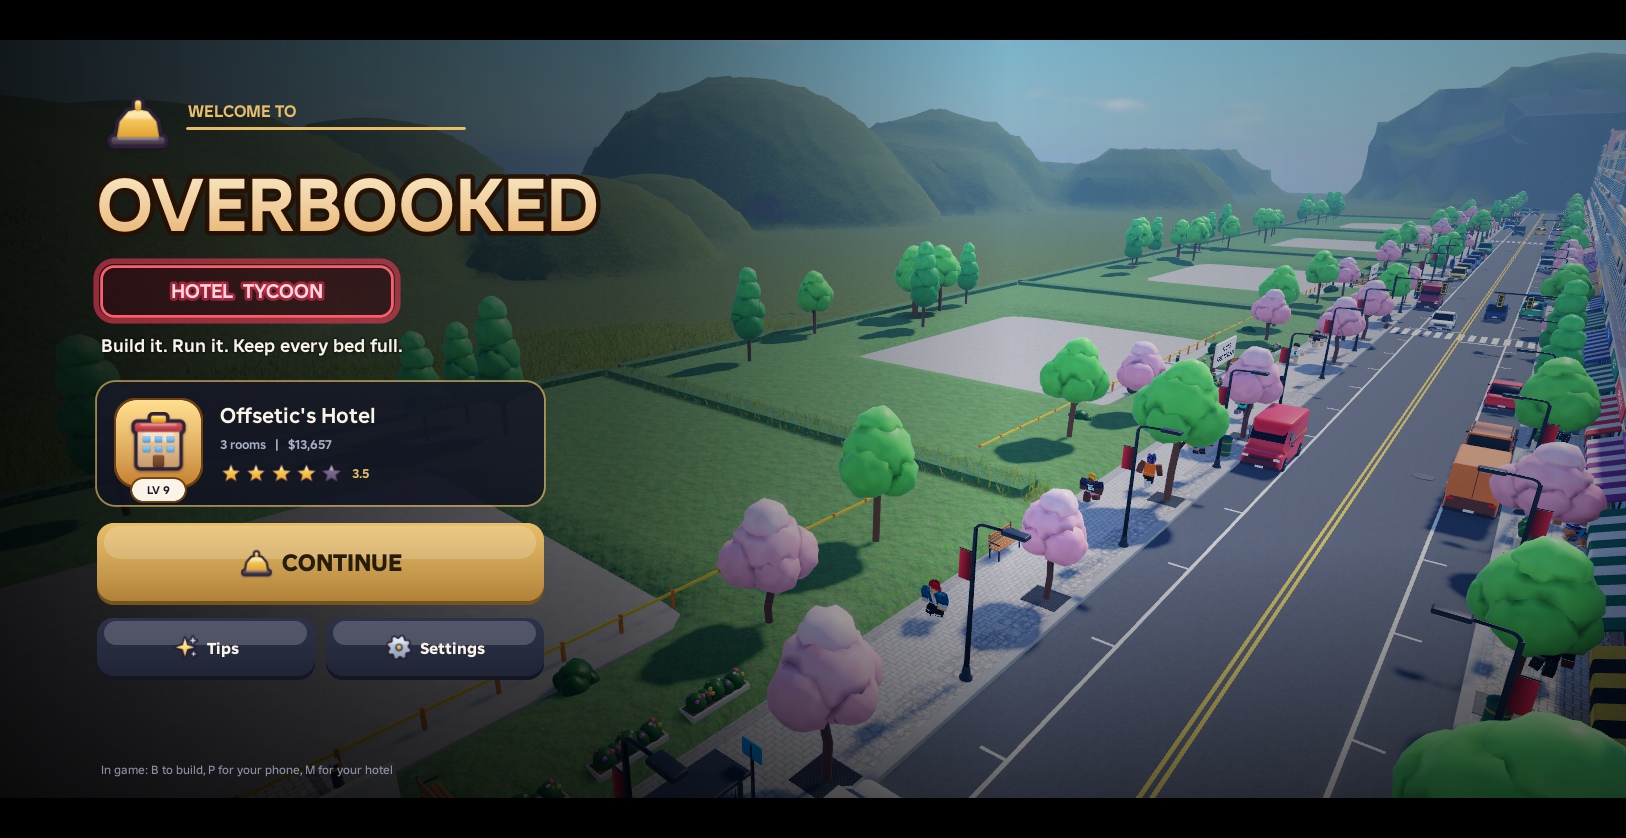 WELCOME TO
OVERBOOKED
HOTEL TYCOON
Build it. Run it. Keep every bed full.
Offsetic's Hotel
3 rooms | $13,657
3.5
LV 9
CONTINUE
Tips
Settings
In game: B to build, P for your phone, M for your hotel